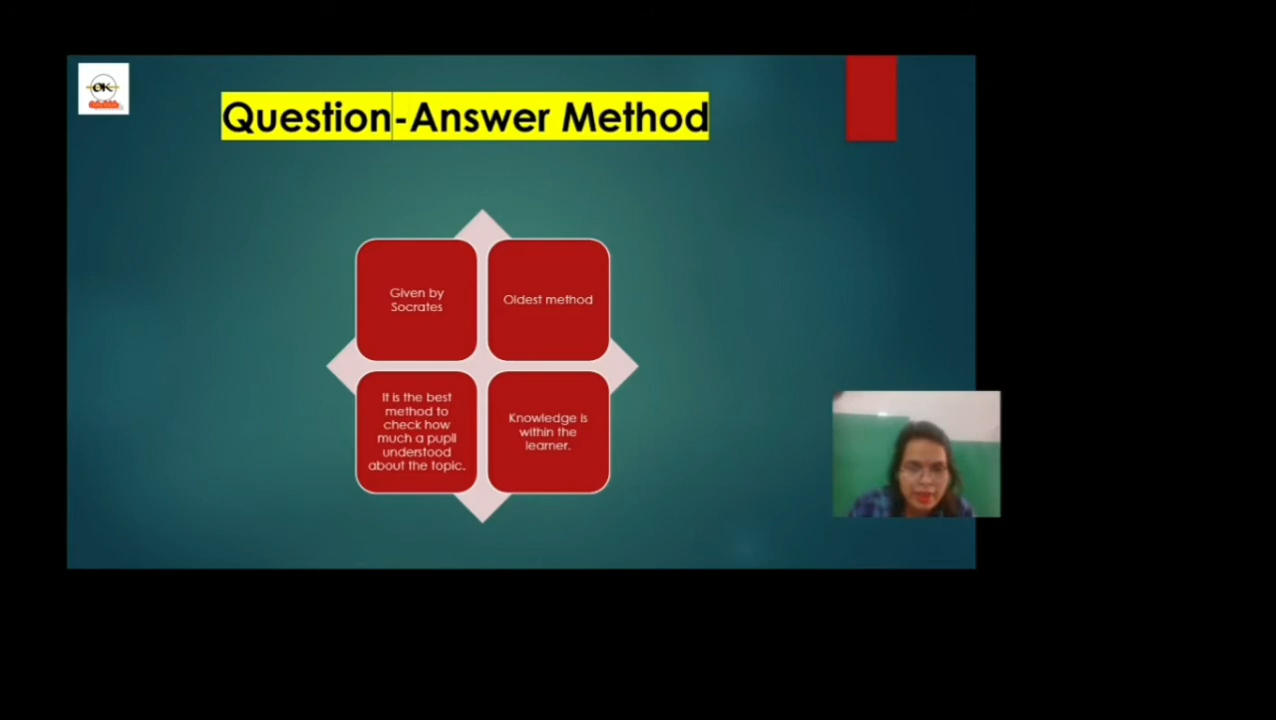 OK
Question-Answer Method
Given by
Socrates
Oldest method
It is the best
method to
check how
much a pupil
understood
about the topic.
Knowledge is
within the
learner.